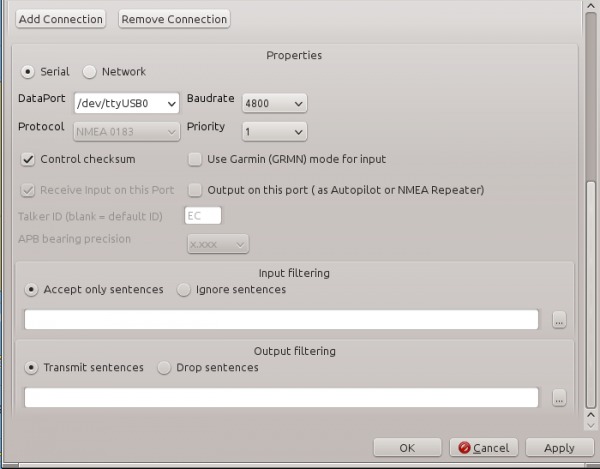 Add Connection Remove Connection
Properties
Serial Network
DataPort /dev/ttyUSB0 Baudrate 4800
Protocol NMEA 0183 Priority 1
Control checksum Use Garmin (GRMN) mode for input
Receive Input on this Port Output on this port ( as Autopilot or NMEA Repeater)
Talker ID (blank = default ID) EC
APB bearing precision x.xxx
Input filtering
Accept only sentences Ignore sentences
...
Output filtering
Transmit sentences Drop sentences
...
OK Cancel Apply